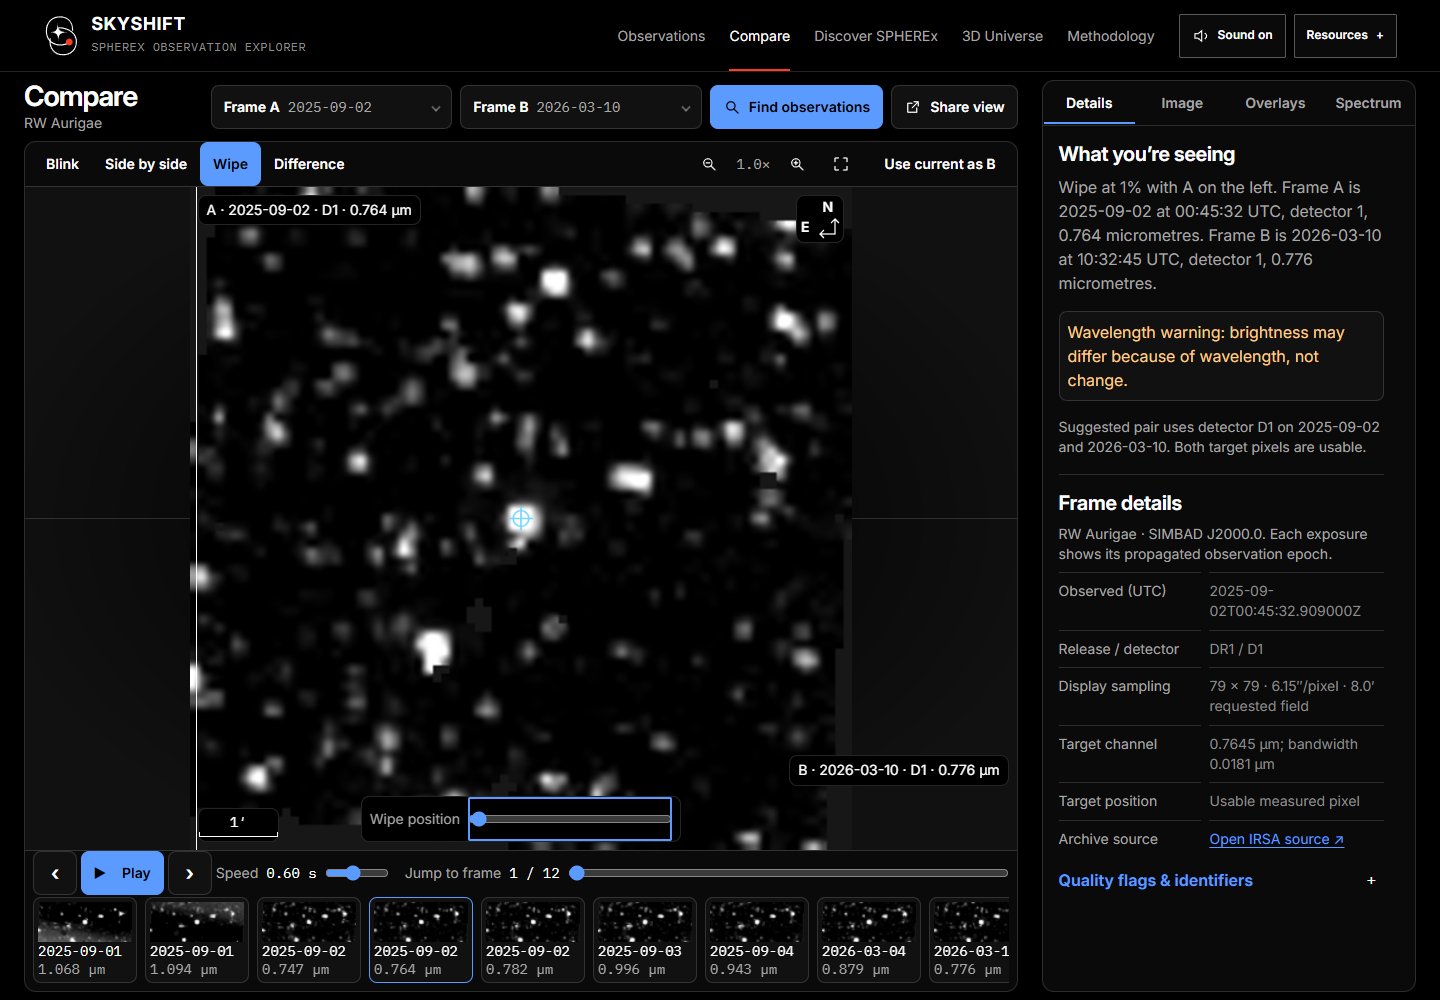 SKYSHIFT
SPHEREX OBSERVATION EXPLORER
Observations
Compare
Discover SPHEREx
3D Universe
Methodology
Sound on
Resources +
Compare
RW Aurigae
Frame A 2025-09-02
Frame B 2026-03-10
Find observations
Share view
Blink
Side by side
Wipe
Difference
1.0×
Use current as B
A · 2025-09-02 · D1 · 0.764 µm
N
E
B · 2026-03-10 · D1 · 0.776 µm
1′
Wipe position
‹
Play
›
Speed 0.60 s
Jump to frame 1 / 12
2025-09-01
1.068 µm
2025-09-01
1.094 µm
2025-09-02
0.747 µm
2025-09-02
0.764 µm
2025-09-02
0.782 µm
2025-09-03
0.996 µm
2025-09-04
0.943 µm
2026-03-04
0.879 µm
2026-03-1
0.776 µm
Details
Image
Overlays
Spectrum
What you’re seeing
Wipe at 1% with A on the left. Frame A is
2025-09-02 at 00:45:32 UTC, detector 1,
0.764 micrometres. Frame B is 2026-03-10
at 10:32:45 UTC, detector 1, 0.776
micrometres.
Wavelength warning: brightness may
differ because of wavelength, not
change.
Suggested pair uses detector D1 on 2025-09-02
and 2026-03-10. Both target pixels are usable.
Frame details
RW Aurigae · SIMBAD J2000.0. Each exposure
shows its propagated observation epoch.
Observed (UTC)
2025-09-
02T00:45:32.909000Z
Release / detector
DR1 / D1
Display sampling
79 × 79 · 6.15″/pixel · 8.0′
requested field
Target channel
0.7645 µm; bandwidth
0.0181 µm
Target position
Usable measured pixel
Archive source
Open IRSA source ↗
Quality flags & identifiers
+